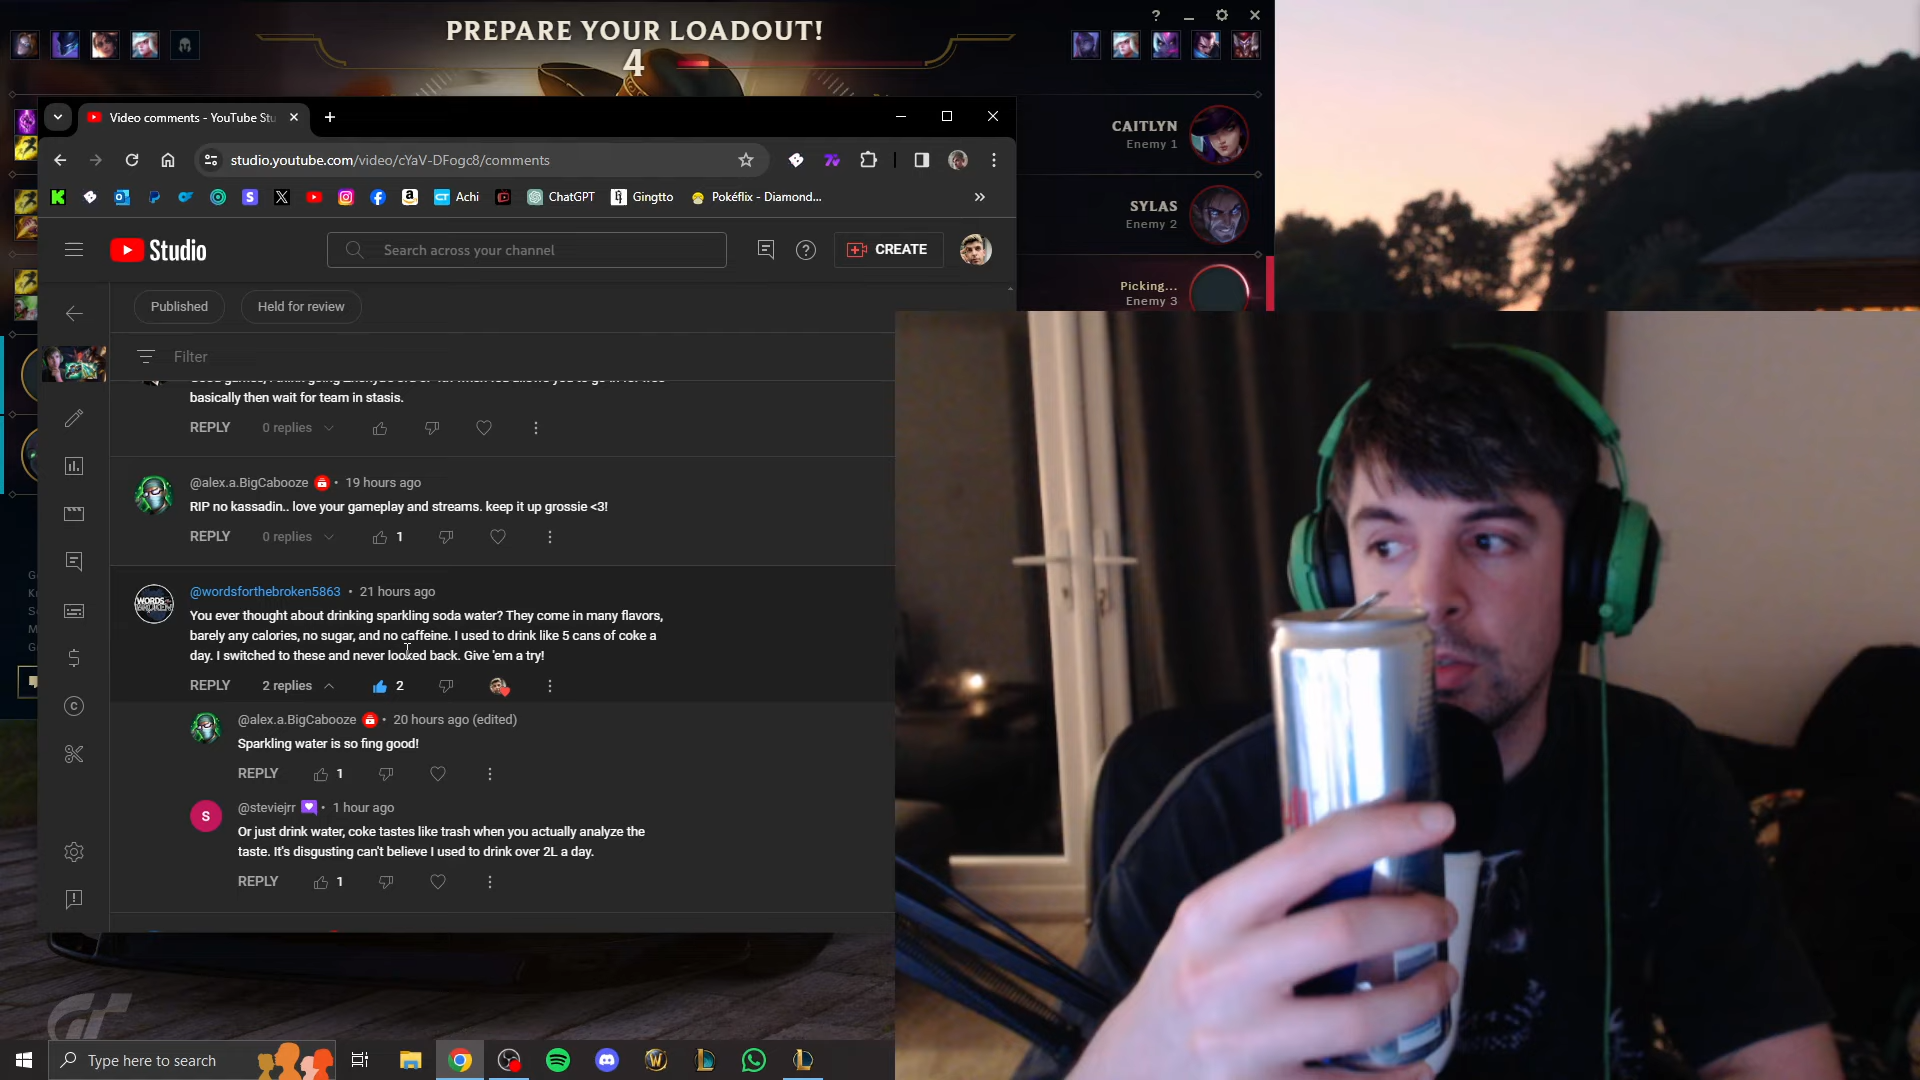 PREPARE YOUR LOADOUT!
4
Video comments - YouTube Stu
studio.youtube.com/video/cYaV-DFogc8/comments
Achi
ChatGPT
Gingtto
Pokéflix - Diamond...
Studio
Search across your channel
CREATE
Published
Held for review
Filter
basically then wait for team in stasis.
REPLY 0 replies
@alex.a.BigCabooze • 19 hours ago
RIP no kassadin.. love your gameplay and streams. keep it up grossie <3!
REPLY 0 replies 1
@wordsforthebroken5863 • 21 hours ago
You ever thought about drinking sparkling soda water? They come in many flavors,
barely any calories, no sugar, and no caffeine. I used to drink like 5 cans of coke a
day. I switched to these and never looked back. Give 'em a try!
REPLY 2 replies 2
@alex.a.BigCabooze • 20 hours ago (edited)
Sparkling water is so fing good!
REPLY 1
S
@steviejrr • 1 hour ago
Or just drink water, coke tastes like trash when you actually analyze the
taste. It's disgusting can't believe I used to drink over 2L a day.
REPLY 1
CAITLYN
Enemy 1
SYLAS
Enemy 2
Picking...
Enemy 3
WORDS
BROKEN
GT
Type here to search